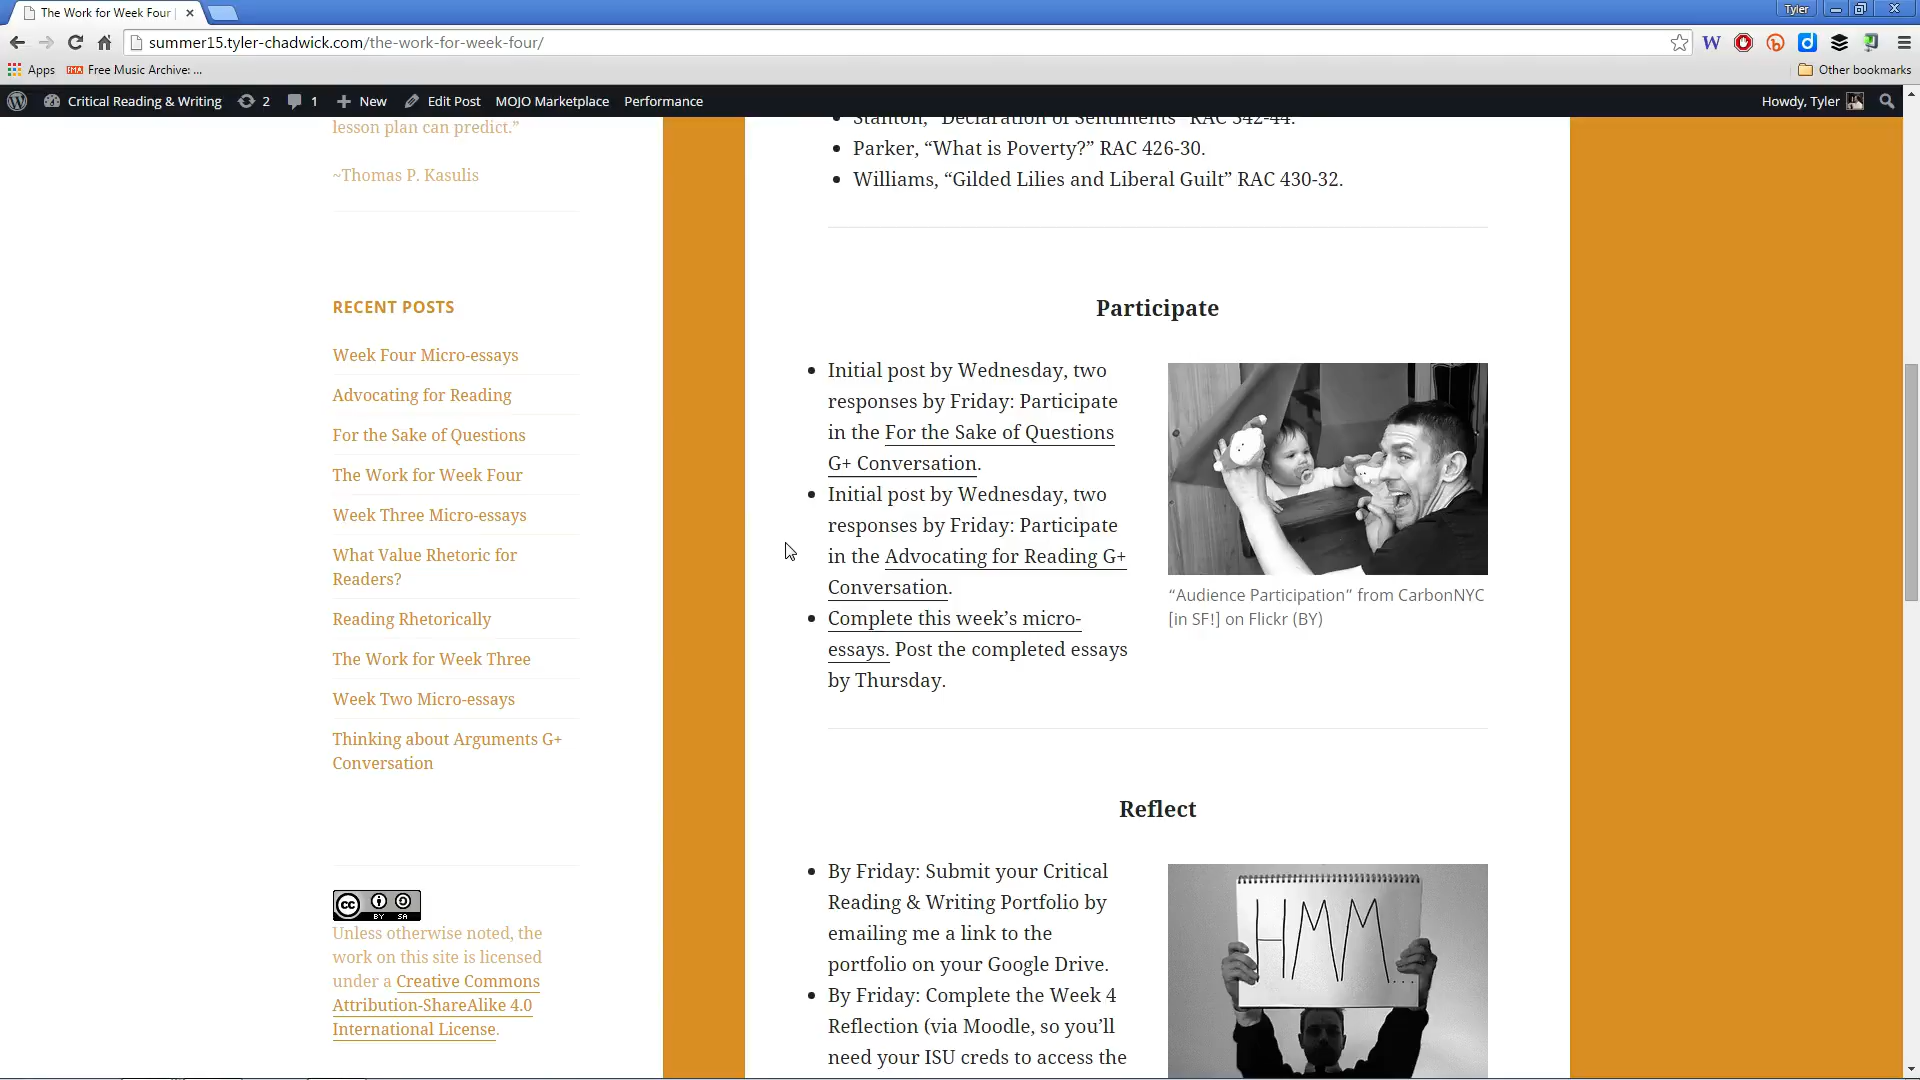 The Work for Week Four
Tyler
summer15.tyler-chadwick.com/the-work-for-week-four/
Apps
Free Music Archive: ...
Other bookmarks
Critical Reading & Writing
2
1
New
Edit Post
MOJO Marketplace
Performance
Howdy, Tyler
lesson plan can predict.”
~Thomas P. Kasulis
RECENT POSTS
Week Four Micro-essays
Advocating for Reading
For the Sake of Questions
The Work for Week Four
Week Three Micro-essays
What Value Rhetoric for
Readers?
Reading Rhetorically
The Work for Week Three
Week Two Micro-essays
Thinking about Arguments G+
Conversation
cc BY SA
Unless otherwise noted, the
work on this site is licensed
under a Creative Commons
Attribution-ShareAlike 4.0
International License.
Stanton, “Declaration of Sentiments” RAC 342-44.
Parker, “What is Poverty?” RAC 426-30.
Williams, “Gilded Lilies and Liberal Guilt” RAC 430-32.
Participate
Initial post by Wednesday, two
responses by Friday: Participate
in the For the Sake of Questions
G+ Conversation.
Initial post by Wednesday, two
responses by Friday: Participate
in the Advocating for Reading G+
Conversation.
Complete this week’s micro-
essays. Post the completed essays
by Thursday.
“Audience Participation” from CarbonNYC
[in SF!] on Flickr (BY)
Reflect
By Friday: Submit your Critical
Reading & Writing Portfolio by
emailing me a link to the
portfolio on your Google Drive.
By Friday: Complete the Week 4
Reflection (via Moodle, so you’ll
need your ISU creds to access the
HMM....